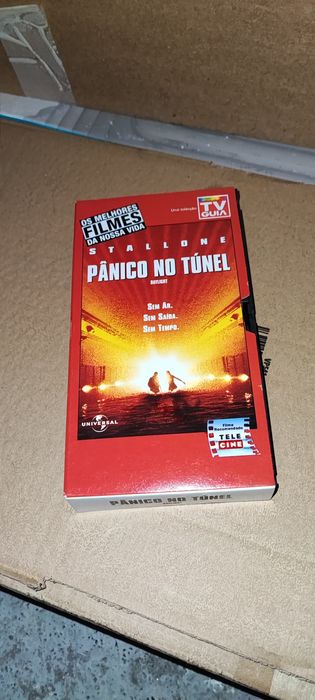 OS MELHORES
FILMES
DA NOSSA VIDA
Uma colecção
TV
GUIA
STALLONE
PÂNICO NO TÚNEL
DAYLIGHT
SEM AR.
SEM SAÍDA.
SEM TEMPO.
UNIVERSAL
Filme
Recomendado
TELE
CINE
PÂNICO NO TÚNEL